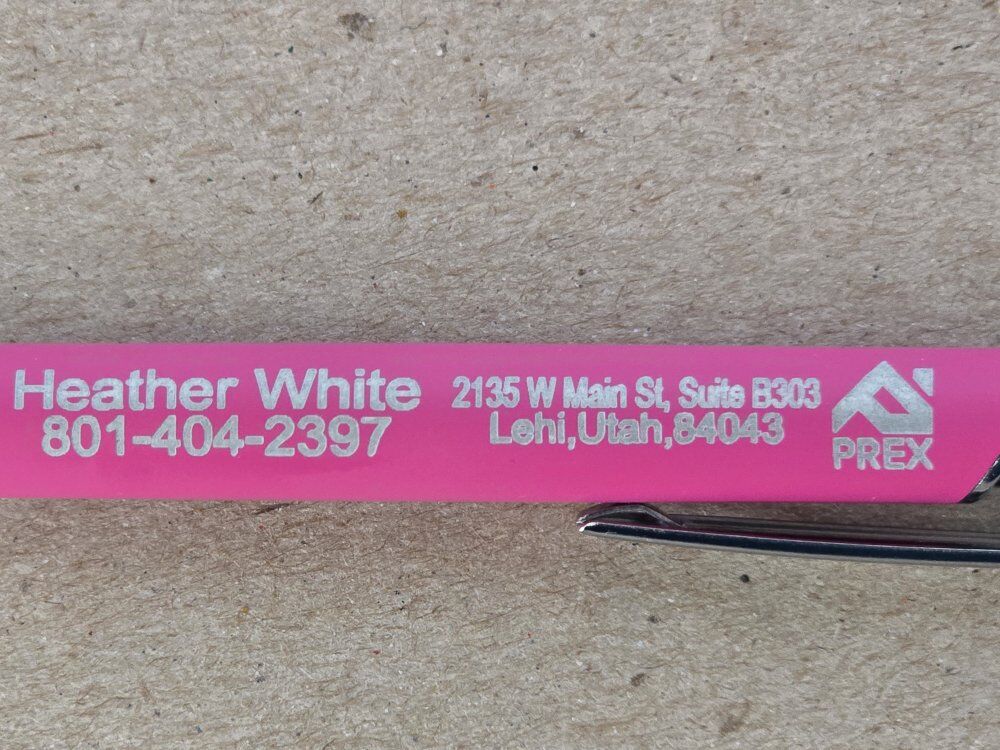 Heather White
801-404-2397
2135 W Main St, Suite B303
Lehi,Utah,84043
PREX